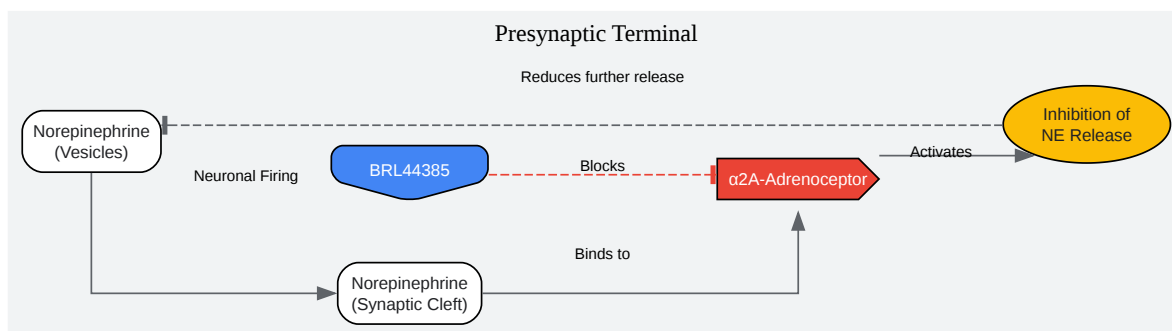 Presynaptic Terminal
Reduces further release
Norepinephrine
(Vesicles)
Inhibition of
NE Release
Neuronal Firing
BRL44385
Blocks
α2A-Adrenoceptor
Activates
Norepinephrine
(Synaptic Cleft)
Binds to